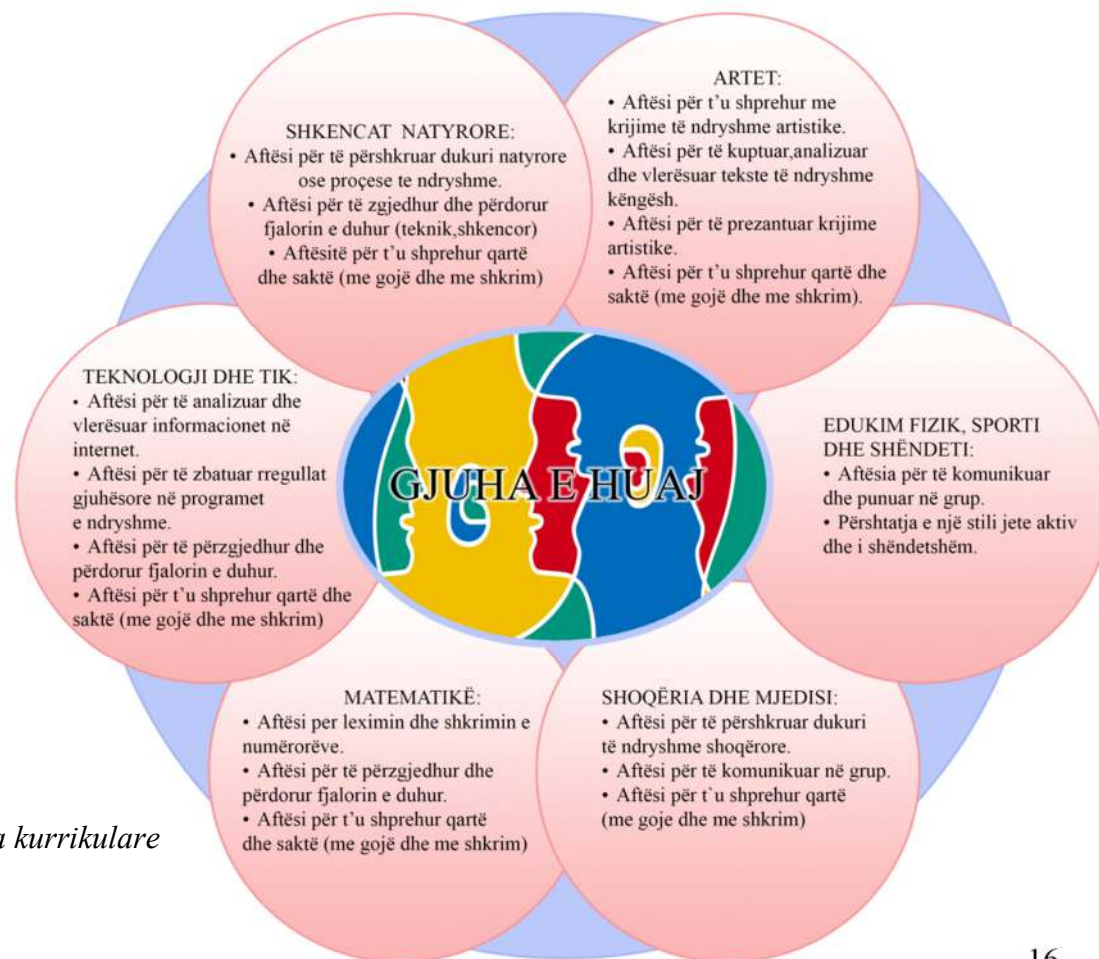 ARTET:
• Aftësi për t’u shprehur me
krijime të ndryshme artistike.
• Aftësi për të kuptuar,analizuar
dhe vlerësuar tekste të ndryshme
këngësh.
• Aftësi për të prezantuar krijime
artistike.
• Aftësi për t’u shprehur qartë dhe
saktë (me gojë dhe me shkrim).
SHKENCAT NATYRORE:
• Aftësi për të përshkruar dukuri natyrore
ose proçese te ndryshme.
• Aftësi për të zgjedhur dhe përdorur
fjalorin e duhur (teknik,shkencor)
• Aftësitë për t’u shprehur qartë
dhe saktë (me gojë dhe me shkrim)
TEKNOLOGJI DHE TIK:
• Aftësi për të analizuar dhe
vlerësuar informacionet në
internet.
• Aftësi për të zbatuar rregullat
gjuhësore në programet
e ndryshme.
• Aftësi për të përzgjedhur dhe
përdorur fjalorin e duhur.
• Aftësi për t’u shprehur qartë dhe
saktë (me gojë dhe me shkrim)
GJUHA E HUAJ
EDUKIM FIZIK, SPORTI
DHE SHËNDETI:
• Aftësia për të komunikuar
dhe punuar në grup.
• Përshtatja e një stili jete aktiv
dhe i shëndetshëm.
MATEMATIKË:
• Aftësi per leximin dhe shkrimin e
numërorëve.
• Aftësi për të përzgjedhur dhe
përdorur fjalorin e duhur.
• Aftësi për t’u shprehur qartë
dhe saktë (me gojë dhe me shkrim)
SHOQËRIA DHE MJEDISI:
• Aftësi për të përshkruar dukuri
të ndryshme shoqërore.
• Aftësi për të komunikuar në grup.
• Aftësi për t`u shprehur qartë
(me goje dhe me shkrim)
kurrikulare
16